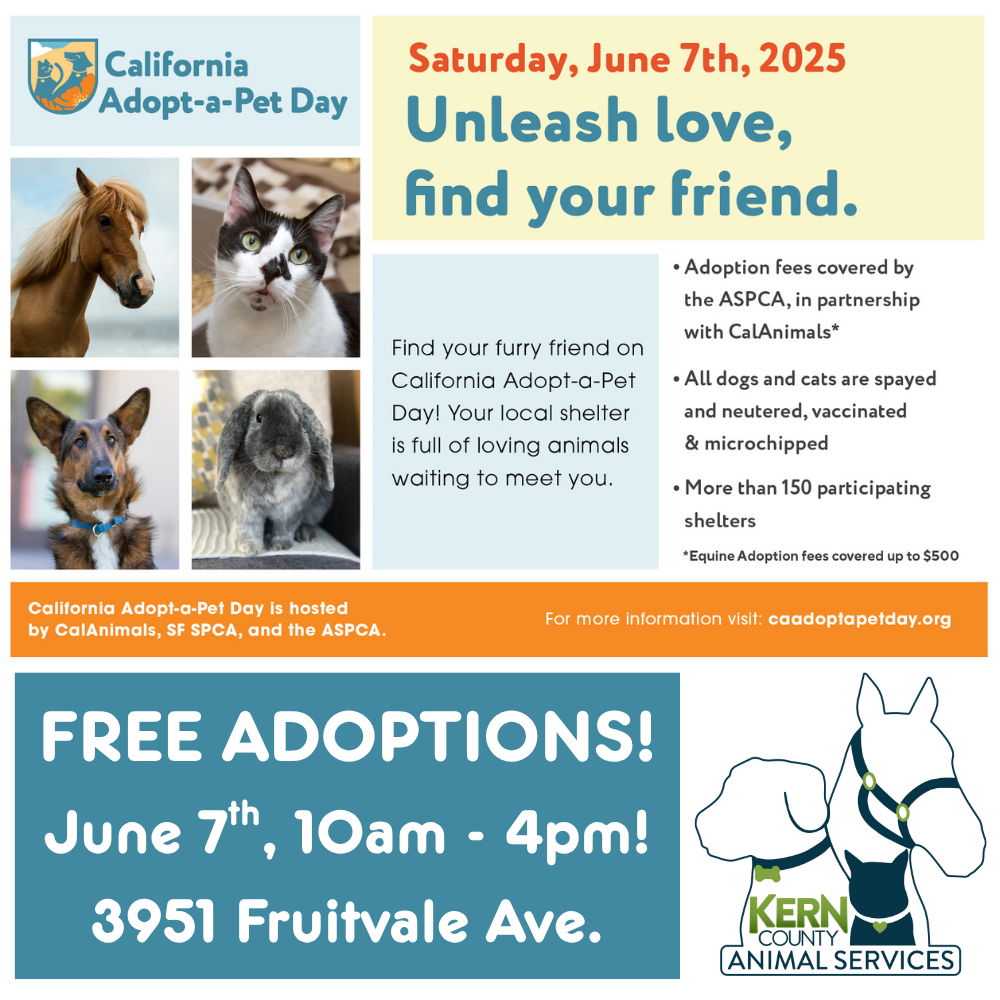 California
Adopt-a-Pet Day
Saturday, June 7th, 2025
Unleash love,
find your friend.
Find your furry friend on
California Adopt-a-Pet
Day! Your local shelter
is full of loving animals
waiting to meet you.
• Adoption fees covered by
the ASPCA, in partnership
with CalAnimals*
• All dogs and cats are spayed
and neutered, vaccinated
& microchipped
• More than 150 participating
shelters
*Equine Adoption fees covered up to $500
California Adopt-a-Pet Day is hosted
by CalAnimals, SF SPCA, and the ASPCA.
For more information visit: caadoptapetday.org
FREE ADOPTIONS!
June 7th, 10am - 4pm!
3951 Fruitvale Ave.
KERN
COUNTY
ANIMAL SERVICES